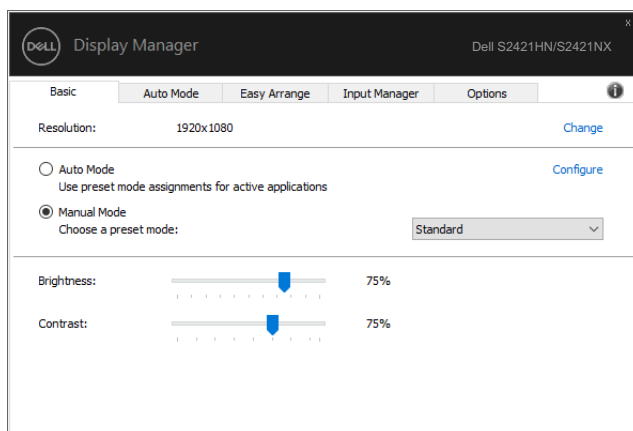 x
DELL Display Manager Dell S2421HN/S2421NX
Basic Auto Mode Easy Arrange Input Manager Options i
Resolution: 1920x1080 Change
Auto Mode Configure
Use preset mode assignments for active applications
Manual Mode
Choose a preset mode: Standard
Brightness: 75%
Contrast: 75%